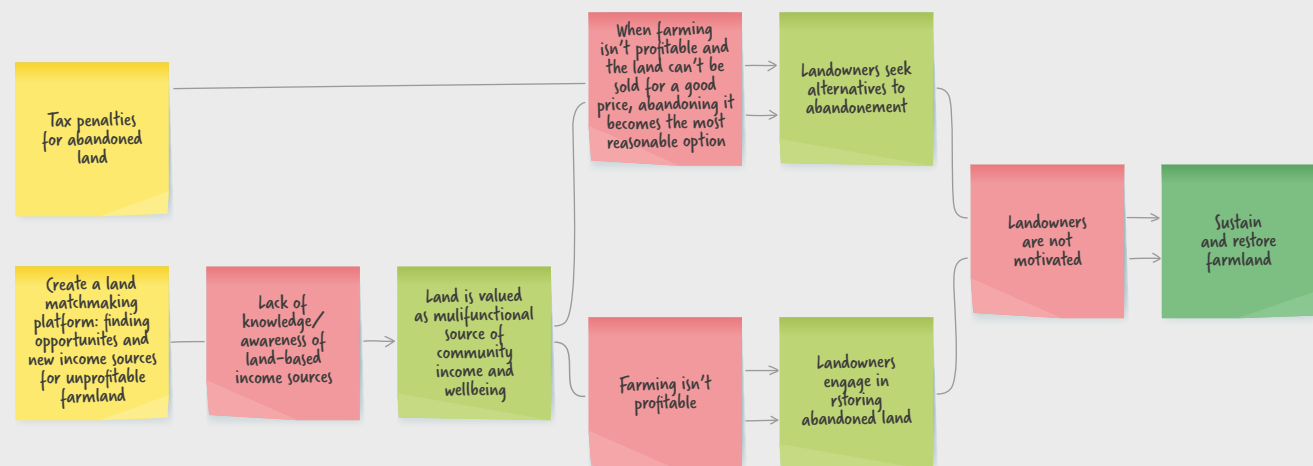 Tax penalties
for abandoned
land
Create a land
matchmaking
platform: finding
opportunites and
new income sources
for unprofitable
farmland
Lack of
knowledge/
awareness of
land-based
income sources
Land is valued
as mulifunctional
source of
community
income and
wellbeing
When farming
isn't profitable and
the land can't be
sold for a good
price, abandoning it
becomes the most
reasonable option
Landowners seek
alternatives to
abandonement
Farming isn't
profitable
Landowners
engage in
rstoring
abandoned land
Landowners
are not
motivated
Sustain
and restore
farmland